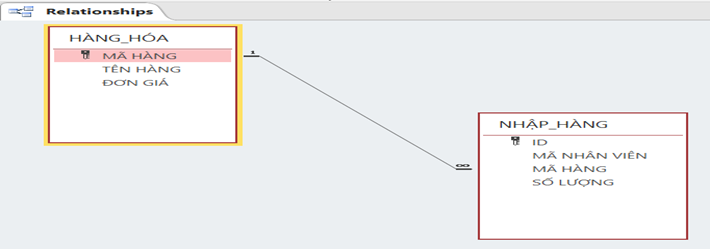 Relationships
HÀNG_HÓA
MÃ HÀNG
TÊN HÀNG
ĐƠN GIÁ
1
∞
NHẬP_HÀNG
ID
MÃ NHÂN VIÊN
MÃ HÀNG
SỐ LƯỢNG